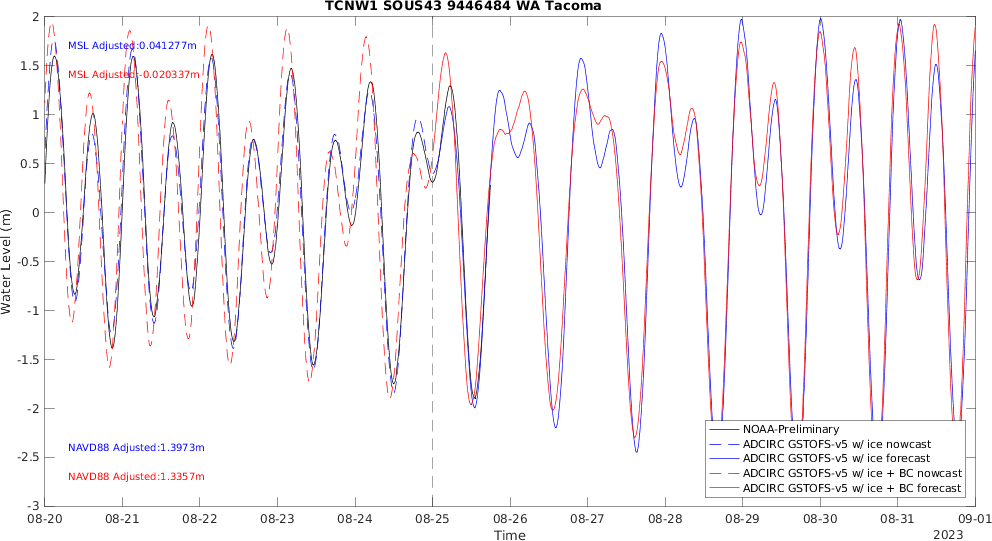 TCNW1 SOUS43 9446484 WA Tacoma
2
1.5
1
0.5
0
-0.5
-1
-1.5
-2
-2.5
-3
Water Level (m)
MSL Adjusted:0.041277m
MSL Adjusted:-0.020337m
NAVD88 Adjusted:1.3973m
NAVD88 Adjusted:1.3357m
NOAA-Preliminary
ADCIRC GSTOFS-v5 w/ ice nowcast
ADCIRC GSTOFS-v5 w/ ice forecast
ADCIRC GSTOFS-v5 w/ ice + BC nowcast
ADCIRC GSTOFS-v5 w/ ice + BC forecast
08-20 08-21 08-22 08-23 08-24 08-25 08-26 08-27 08-28 08-29 08-30 08-31 09-01
2023
Time